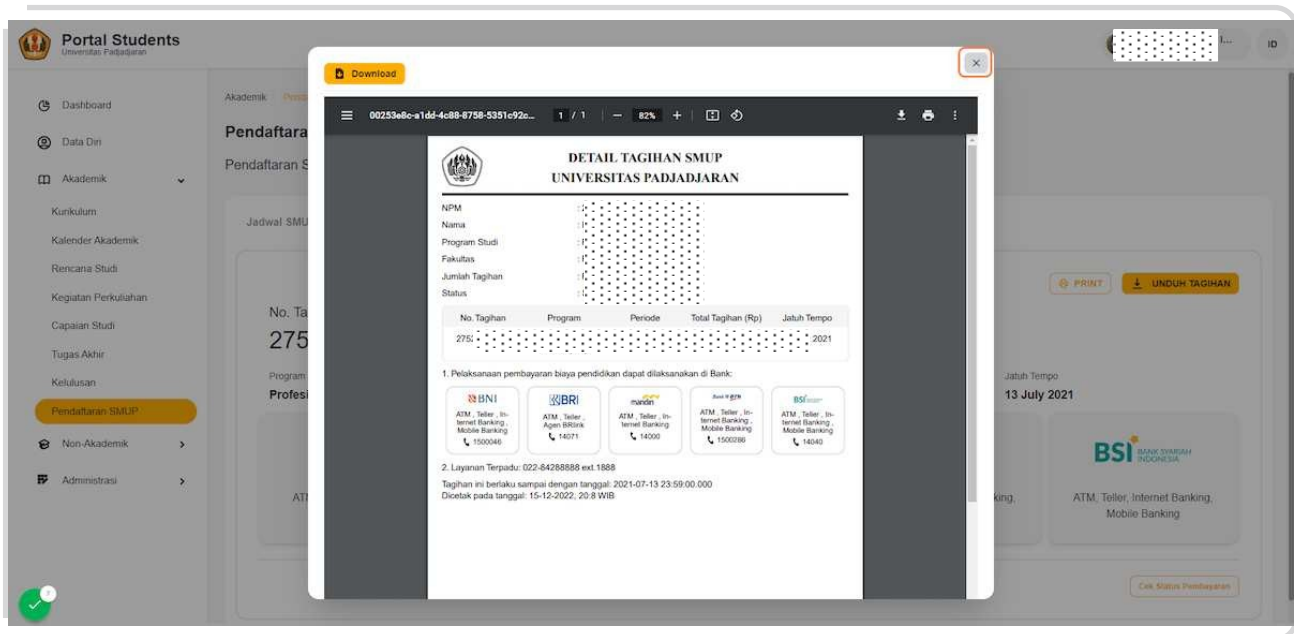 Portal Students
Universitas Padjadjaran
ID
Dashboard
Data Diri
Akademik
Kurikulum
Kalender Akademik
Rencana Studi
Kegiatan Perkuliahan
Capaian Studi
Tugas Akhir
Kelulusan
Pendaftaran SMUP
Non-Akademik
Administrasi
7
Akademik
Pendaftara
Pendaftaran S
Jadwal SMU
No. Ta
275
Program
Profesi
AT
Download
00253e8c-a1dd-4c88-8758-5351c92c...
1 / 1
82%
DETAIL TAGIHAN SMUP
UNIVERSITAS PADJADJARAN
NPM :
Nama :
Program Studi :
Fakultas :
Jumlah Tagihan :
Status :
No. Tagihan Program Periode Total Tagihan (Rp) Jatuh Tempo
275 2021
1. Pelaksanaan pembayaran biaya pendidikan dapat dilaksanakan di Bank:
BNI
ATM , Teller , In-
ternet Banking ,
Mobile Banking
1500046
BRI
ATM , Teller ,
Agen BRIlink
14071
mandiri
ATM , Teller , In-
ternet Banking
14000
Bank btn
ATM , Teller , In-
ternet Banking ,
Mobile Banking
1500286
BSI
ATM , Teller , In-
ternet Banking ,
Mobile Banking
14040
2. Layanan Terpadu: 022-84288888 ext.1888
Tagihan ini berlaku sampai dengan tanggal: 2021-07-13 23:59:00.000
Dicetak pada tanggal: 15-12-2022, 20:8 WIB
PRINT
UNDUH TAGIHAN
Jatuh Tempo
13 July 2021
king,
BSI BANK SYARIAH
INDONESIA
ATM, Teller, Internet Banking,
Mobile Banking
Cek Status Pembayaran